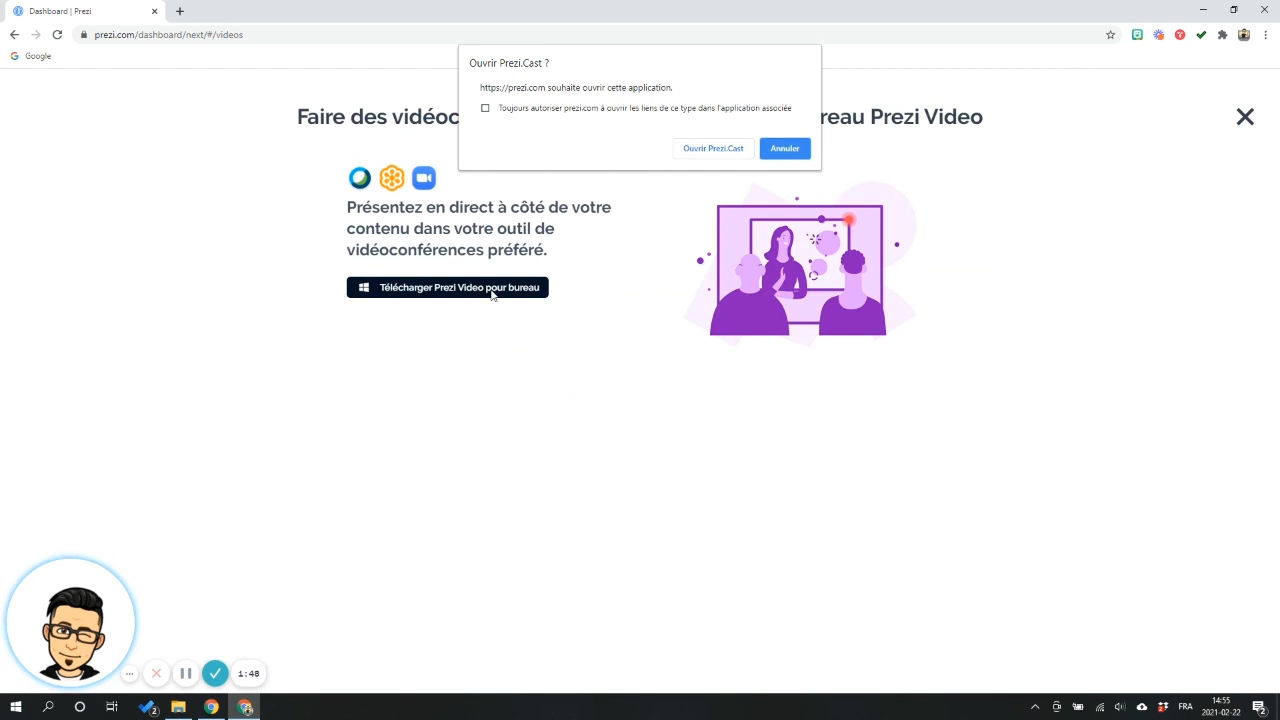 Dashboard | Prezi
prezi.com/dashboard/next/#/videos
Google
Ouvrir Prezi.Cast ?
https://prezi.com souhaite ouvrir cette application.
Toujours autoriser prezi.com à ouvrir les liens de ce type dans l'application associée
Ouvrir Prezi.Cast
Annuler
Faire des vidéoc
reau Prezi Video
Présentez en direct à côté de votre
contenu dans votre outil de
vidéoconférences préféré.
Télécharger Prezi Video pour bureau
1:48
2
FRA
14:55
2021-02-22
2